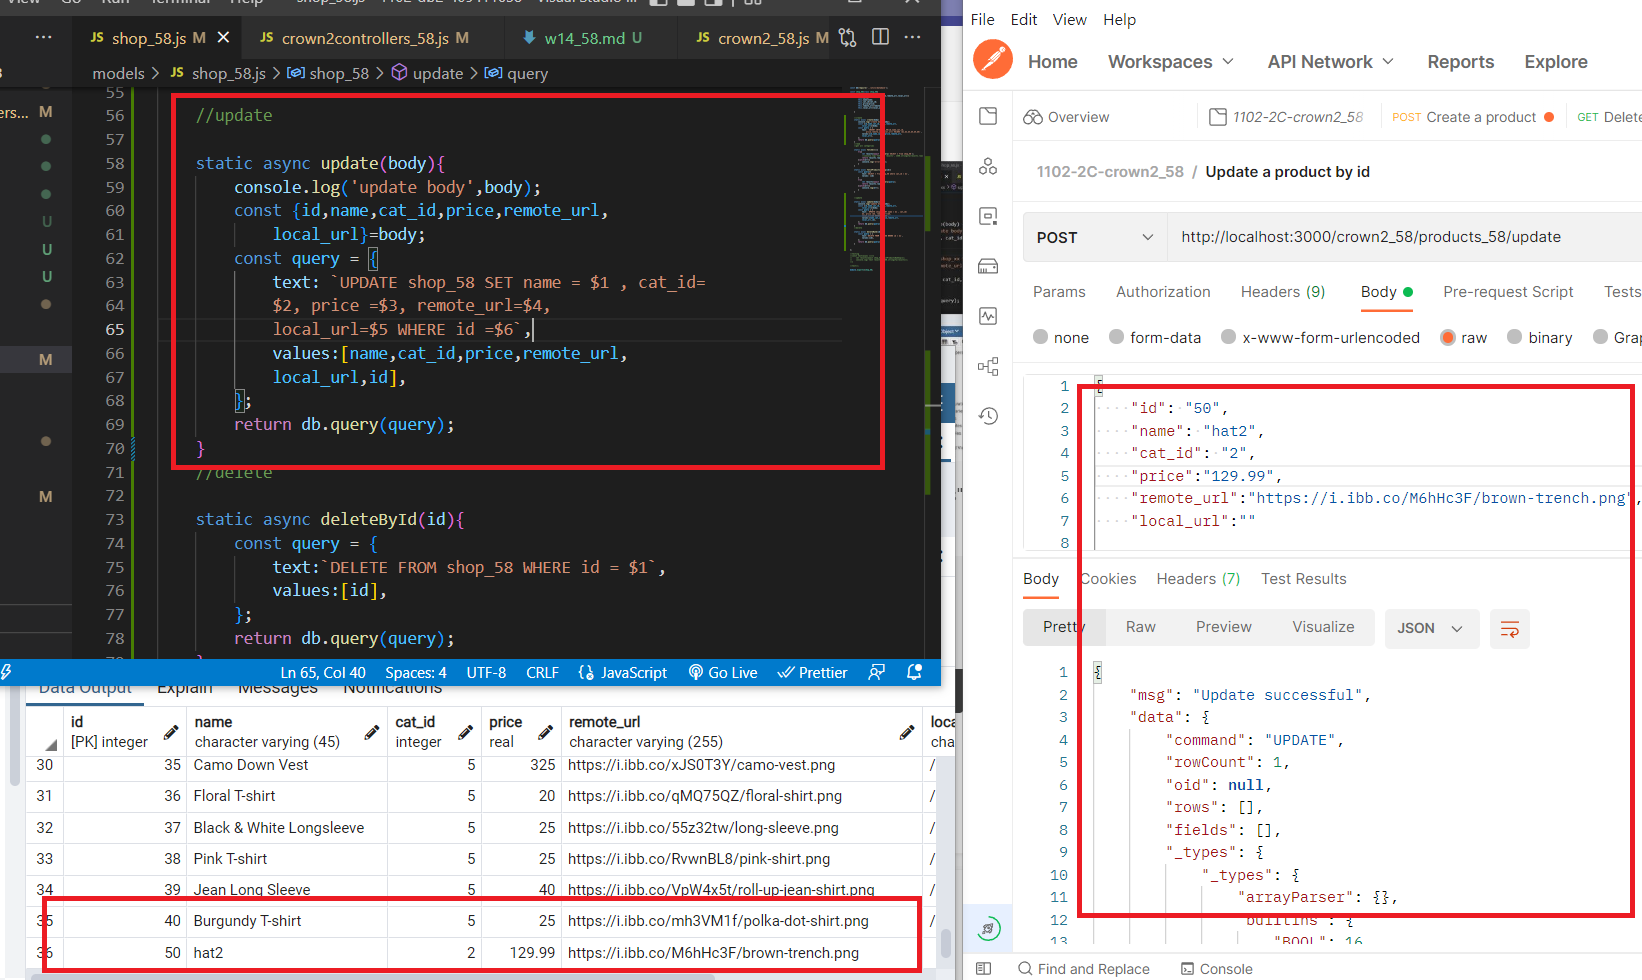 View Go Run Terminal Help
shop_58.js M
crown2controllers_58.js M
w14_58.md U
crown2_58.js M
models > JS shop_58.js > shop_58 > update > query
55
56 //update
57
58 static async update(body){
59 console.log('update body',body);
60 const {id,name,cat_id,price,remote_url,
61 local_url}=body;
62 const query = {
63 text: `UPDATE shop_58 SET name = $1 , cat_id=
64 $2, price =$3, remote_url=$4,
65 local_url=$5 WHERE id =$6`,
66 values:[name,cat_id,price,remote_url,
67 local_url,id],
68 };
69 return db.query(query);
70 }
71 //delete
72
73 static async deleteById(id){
74 const query = {
75 text:`DELETE FROM shop_58 WHERE id = $1`,
76 values:[id],
77 };
78 return db.query(query);
Ln 65, Col 40 Spaces: 4 UTF-8 CRLF JavaScript Go Live Prettier
Data Output Explain Messages Notifications
id name cat_id price remote_url
[PK] integer character varying (45) integer real character varying (255)
30 35 Camo Down Vest 5 325 https://i.ibb.co/xJS0T3Y/camo-vest.png /
31 36 Floral T-shirt 5 20 https://i.ibb.co/qMQ75QZ/floral-shirt.png /
32 37 Black & White Longsleeve 5 25 https://i.ibb.co/55z32tw/long-sleeve.png /
33 38 Pink T-shirt 5 25 https://i.ibb.co/RvwnBL8/pink-shirt.png /
34 39 Jean Long Sleeve 5 40 https://i.ibb.co/VpW4x5t/roll-up-jean-shirt.png /
35 40 Burgundy T-shirt 5 25 https://i.ibb.co/mh3VM1f/polka-dot-shirt.png /
36 50 hat2 2 129.99 https://i.ibb.co/M6hHc3F/brown-trench.png
File Edit View Help
Home Workspaces API Network Reports Explore
Overview 1102-2C-crown2_58 POST Create a product GET Delete
1102-2C-crown2_58 / Update a product by id
POST http://localhost:3000/crown2_58/products_58/update
Params Authorization Headers (9) Body Pre-request Script Tests
none form-data x-www-form-urlencoded raw binary
1 {
2 "id": "50",
3 "name": "hat2",
4 "cat_id": "2",
5 "price":"129.99",
6 "remote_url":"https://i.ibb.co/M6hHc3F/brown-trench.png",
7 "local_url":""
8
Body Cookies Headers (7) Test Results
Pretty Raw Preview Visualize JSON
1 {
2 "msg": "Update successful",
3 "data": {
4 "command": "UPDATE",
5 "rowCount": 1,
6 "oid": null,
7 "rows": [],
8 "fields": [],
9 "_types": {
10 "_types": {
11 "arrayParser": {},
12 "builtins": {
13 "BOOL": 16
Find and Replace Console